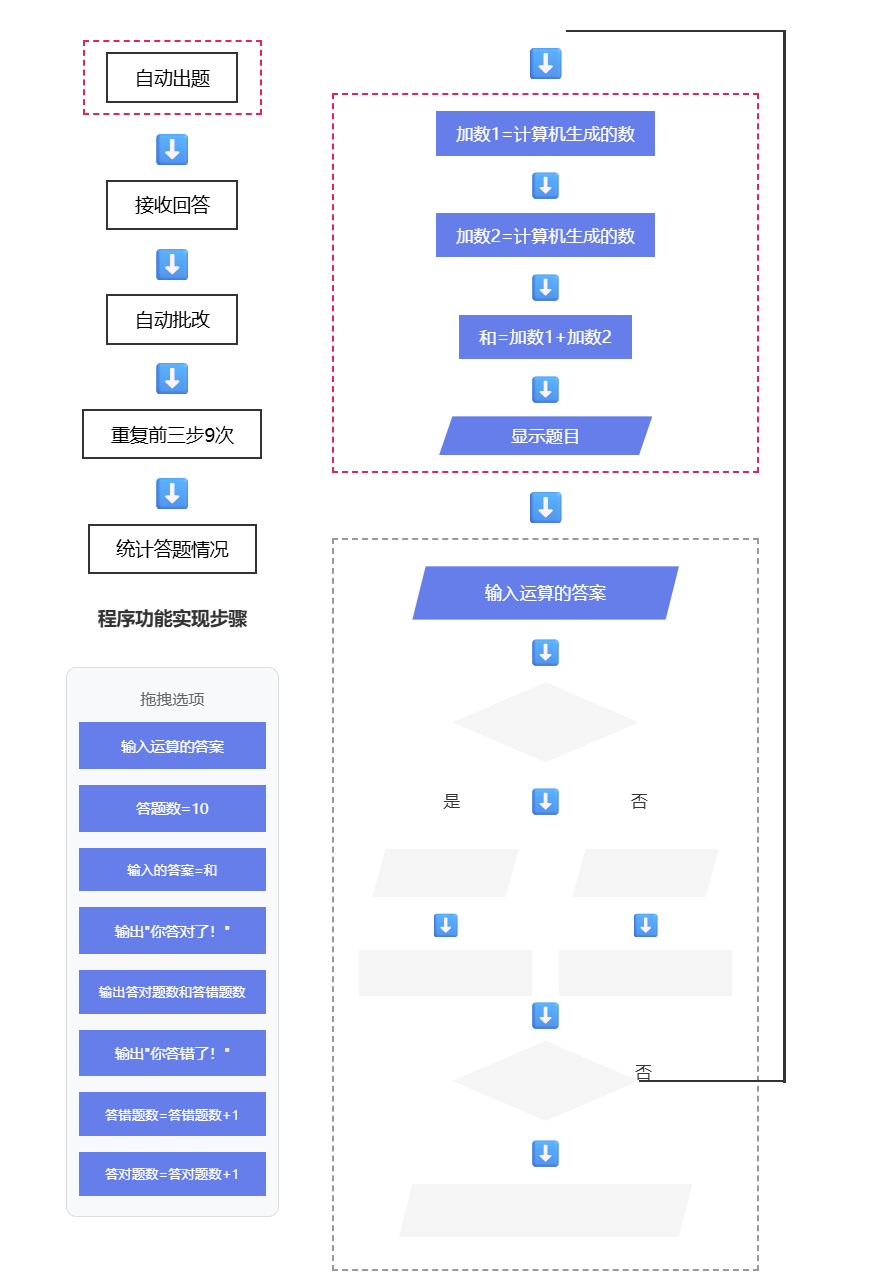 自动出题
接收回答
自动批改
重复前三步9次
统计答题情况
程序功能实现步骤
拖拽选项
输入运算的答案
答题数=10
输入的答案=和
输出"你答对了！"
输出答对题数和答错题数
输出"你答错了！"
答错题数=答错题数+1
答对题数=答对题数+1
加数1=计算机生成的数
加数2=计算机生成的数
和=加数1+加数2
显示题目
输入运算的答案
是
否
否